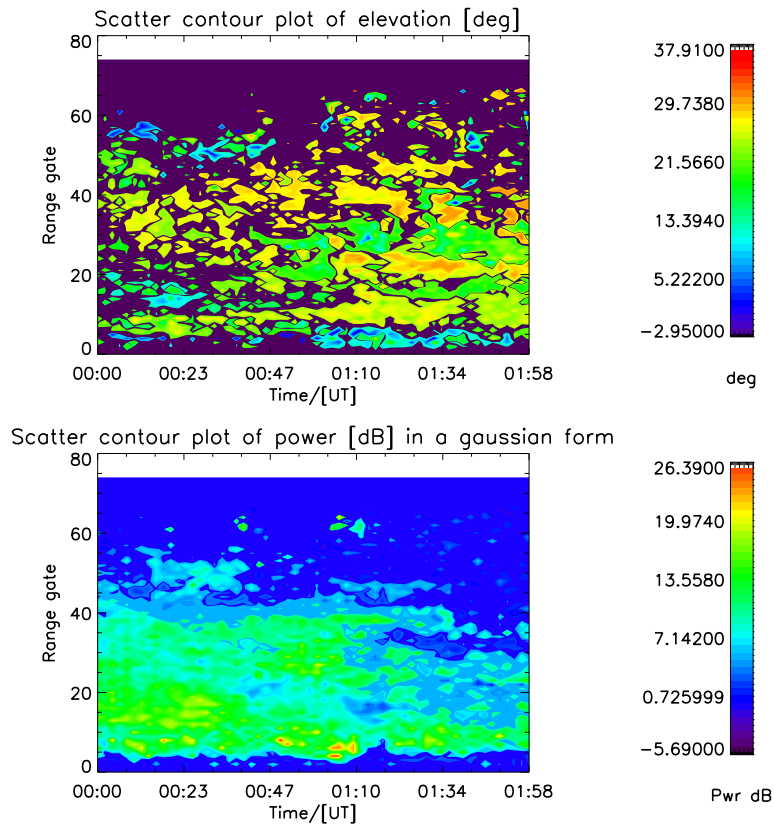 Scatter contour plot of elevation [deg]
80
60
40
20
0
Range gate
00:00 00:23 00:47 01:10 01:34 01:58
Time/[UT]
37.9100
29.7380
21.5660
13.3940
5.22200
−2.95000
deg
Scatter contour plot of power [dB] in a gaussian form
80
60
40
20
0
Range gate
00:00 00:23 00:47 01:10 01:34 01:58
Time/[UT]
26.3900
19.9740
13.5580
7.14200
0.725999
−5.69000
Pwr dB